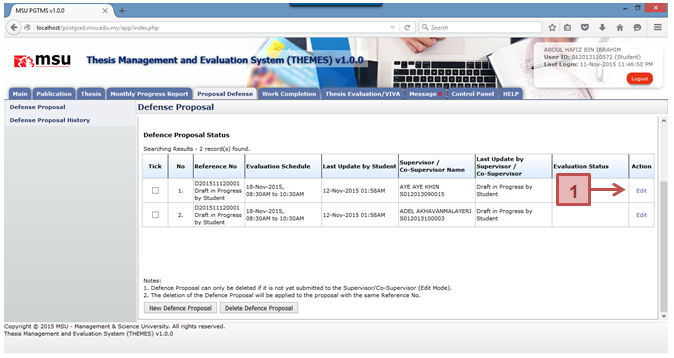 MSU PGTMS v1.0.0
localhost/postgrad.msu.edu.my/app/index.php
Search
msu
Thesis Management and Evaluation System (THEMES) v1.0.0
ABDUL HAFIZ BIN IBRAHIM
User ID: 012013110572 (Student)
Last Login: 11-Nov-2015 11:46:50 PM
Logout
Main Publication Thesis Monthly Progress Report Proposal Defense Work Completion Thesis Evaluation/VIVA Message Control Panel HELP
Defense Proposal
Defense Proposal History
Defense Proposal
Defence Proposal Status
Searching Results - 2 record(s) found.
Tick No Reference No Evaluation Schedule Last Update by Student Supervisor / Co-Supervisor Name Last Update by Supervisor / Co-Supervisor Evaluation Status Action
1. D201511120001 Draft in Progress by Student 18-Nov-2015, 08:30AM to 10:30AM 12-Nov-2015 01:58AM AYE AYE KHIN S012013090015 Draft in Progress by Student 1 Edit
2. D201511120001 Draft in Progress by Student 18-Nov-2015, 08:30AM to 10:30AM 12-Nov-2015 01:58AM ADEL AKHAVANMALAYERI S012013100003 Draft in Progress by Student Edit
Notes:
1. Defense Proposal can only be deleted if it is not yet submitted to the Supervisor/Co-Supervisor (Edit Mode).
2. The deletion of the Defense Proposal will be applied to the proposal with the same Reference No.
New Defence Proposal Delete Defence Proposal
Copyright © 2015 MSU - Management & Science University. All rights reserved.
Thesis Management and Evaluation System (THEMES) v1.0.0